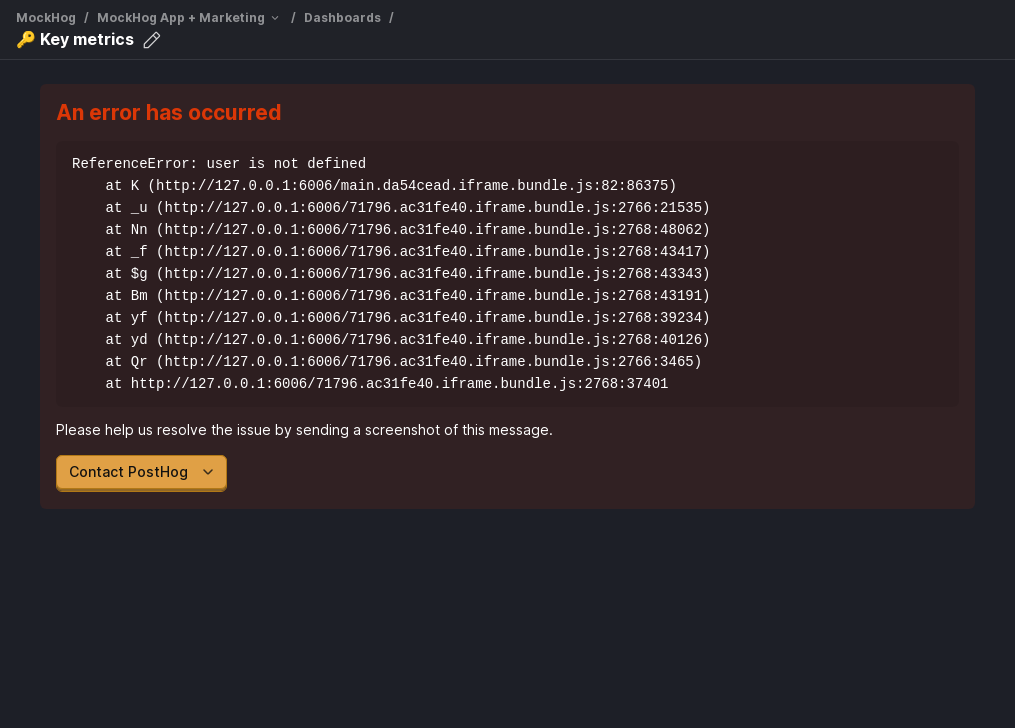 MockHog / MockHog App + Marketing / Dashboards /
🔑 Key metrics
An error has occurred
ReferenceError: user is not defined
    at K (http://127.0.0.1:6006/main.da54cead.iframe.bundle.js:82:86375)
    at _u (http://127.0.0.1:6006/71796.ac31fe40.iframe.bundle.js:2766:21535)
    at Nn (http://127.0.0.1:6006/71796.ac31fe40.iframe.bundle.js:2768:48062)
    at _f (http://127.0.0.1:6006/71796.ac31fe40.iframe.bundle.js:2768:43417)
    at $g (http://127.0.0.1:6006/71796.ac31fe40.iframe.bundle.js:2768:43343)
    at Bm (http://127.0.0.1:6006/71796.ac31fe40.iframe.bundle.js:2768:43191)
    at yf (http://127.0.0.1:6006/71796.ac31fe40.iframe.bundle.js:2768:39234)
    at yd (http://127.0.0.1:6006/71796.ac31fe40.iframe.bundle.js:2768:40126)
    at Qr (http://127.0.0.1:6006/71796.ac31fe40.iframe.bundle.js:2766:3465)
    at http://127.0.0.1:6006/71796.ac31fe40.iframe.bundle.js:2768:37401
Please help us resolve the issue by sending a screenshot of this message.
Contact PostHog